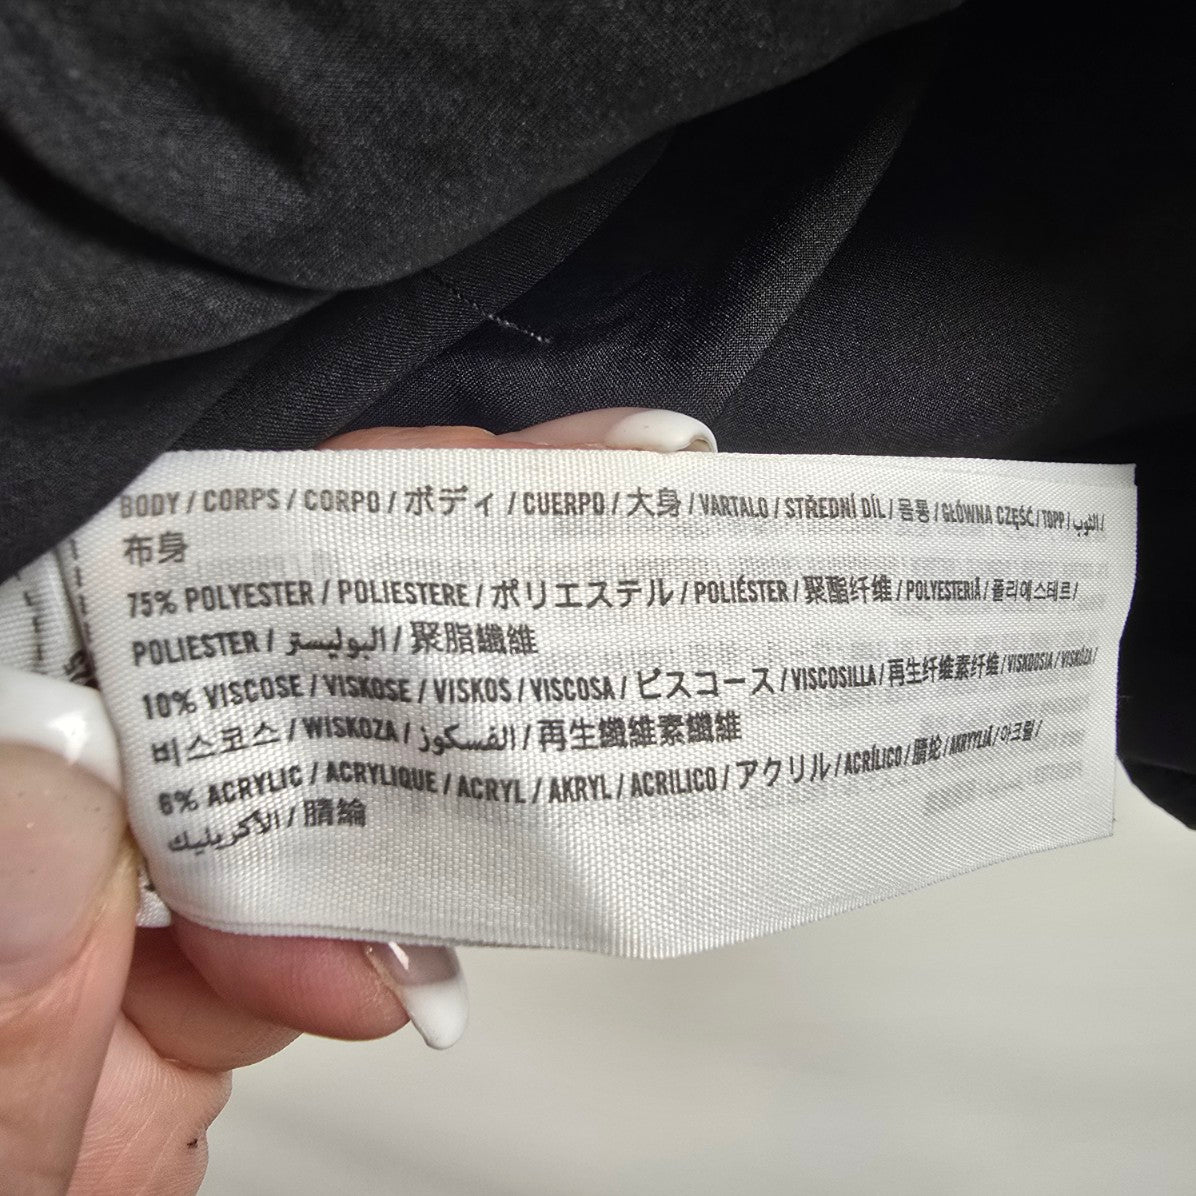 BODY / CORPS / CORPO / ボディ / CUERPO / 大身 / VARTALO / STŘEDNÍ DÍL / 몸통 / GŁÓWNA CZĘŚĆ / TOPP / الثوب /
布身
75% POLYESTER / POLIESTERE / ポリエステル / POLIÉSTER / 聚酯纤维 / POLYESTERIÄ / 폴리에스테르 /
POLIESTER / البوليستر / 聚脂纖維
10% VISCOSE / VISKOSE / VISKOS / VISCOSA / ビスコース / VISCOSILLA / 再生纤维素纤维 / VISKOOSIA / VISKÓZA /
비스코스 / WISKOZA / الفسكوز / 再生纖維素纖維
6% ACRYLIC / ACRYLIQUE / ACRYL / AKRYL / ACRILICO / アクリル / ACRÍLICO / 腈纶 / AKRYYLIÄ / 아크릴 /
الأكريليك / 腈綸